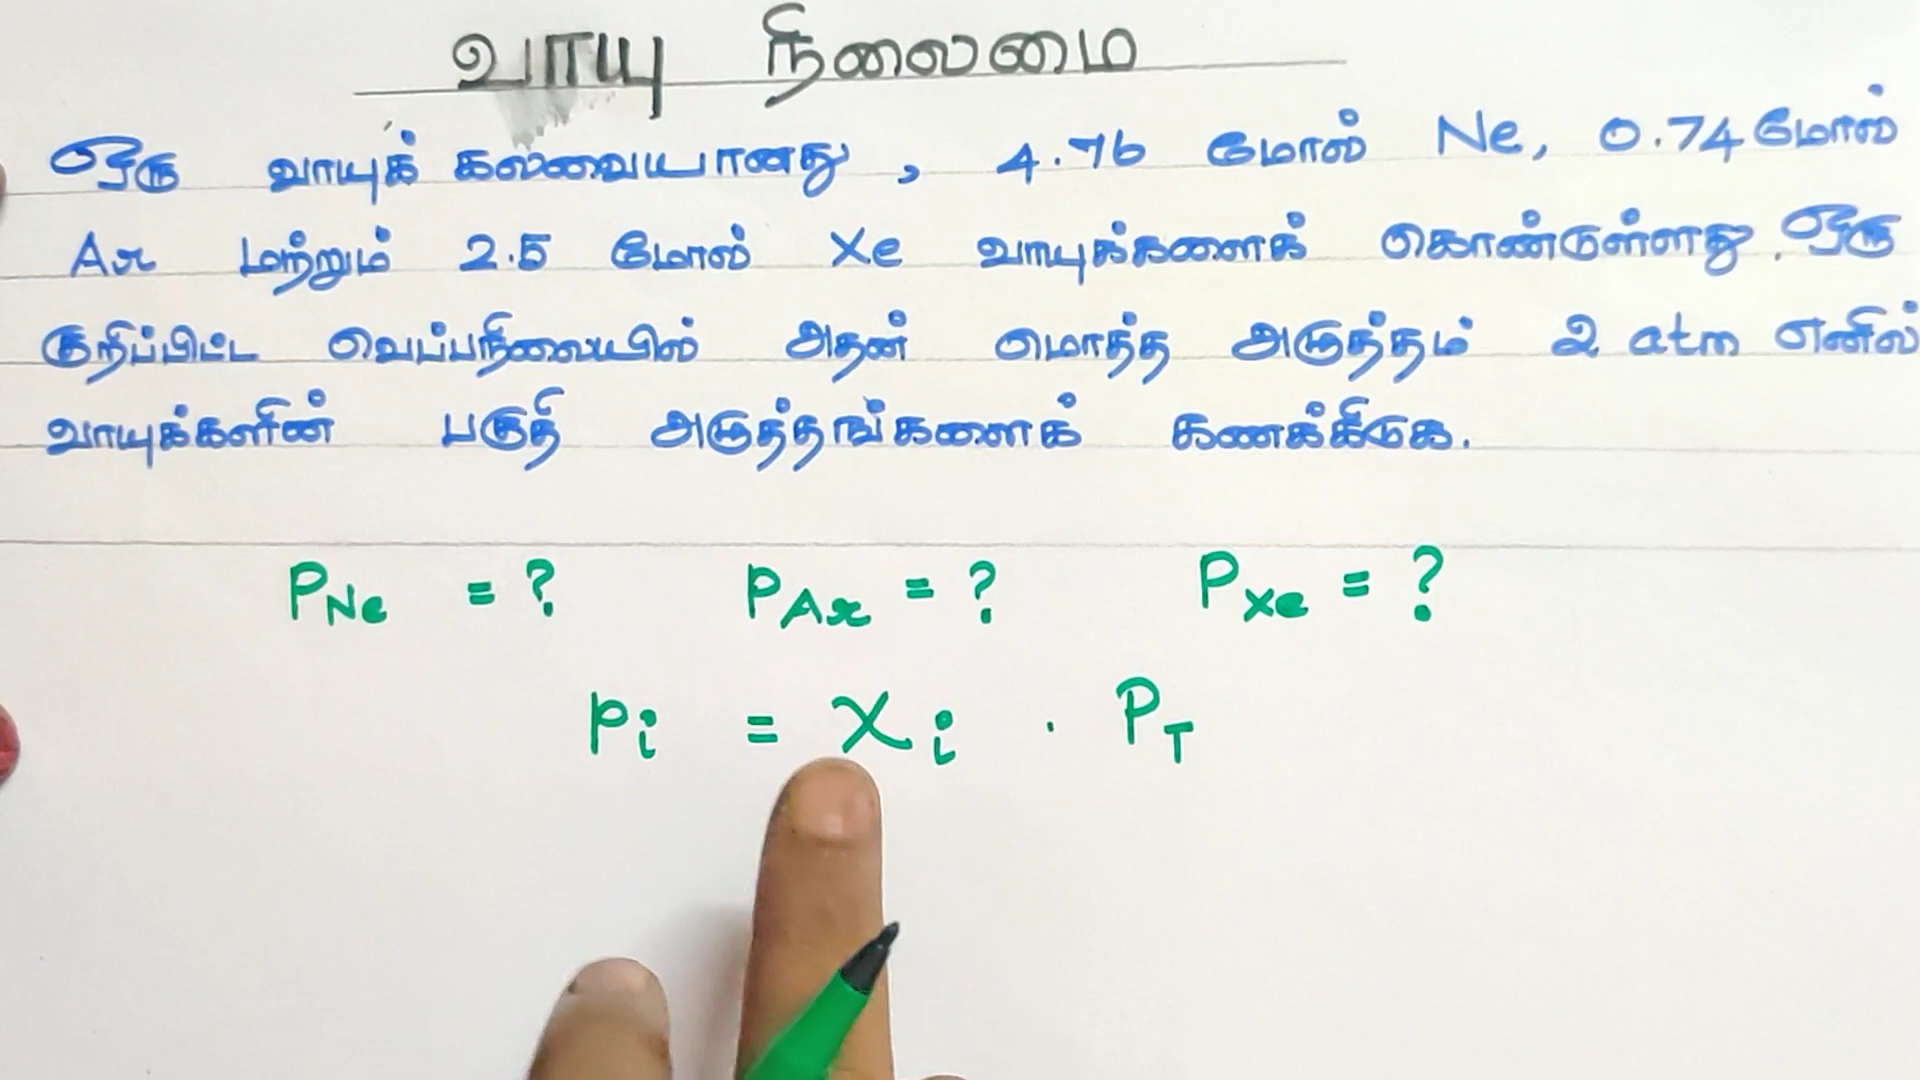 வாயு நிலைமை
ஒரு வாயுக் கலவையானது, 4.76 மோல் Ne, 0.74 மோல்
Ar மற்றும் 2.5 மோல் Xe வாயுக்களைக் கொண்டுள்ளது. ஒரு
குறிப்பிட்ட வெப்பநிலையில் அதன் மொத்த அழுத்தம் 2 atm எனில்
வாயுக்களின் பகுதி அழுத்தங்களைக் கணக்கிடுக.
PNe = ? PAr = ? PXe = ?
Pi = Xi . PT